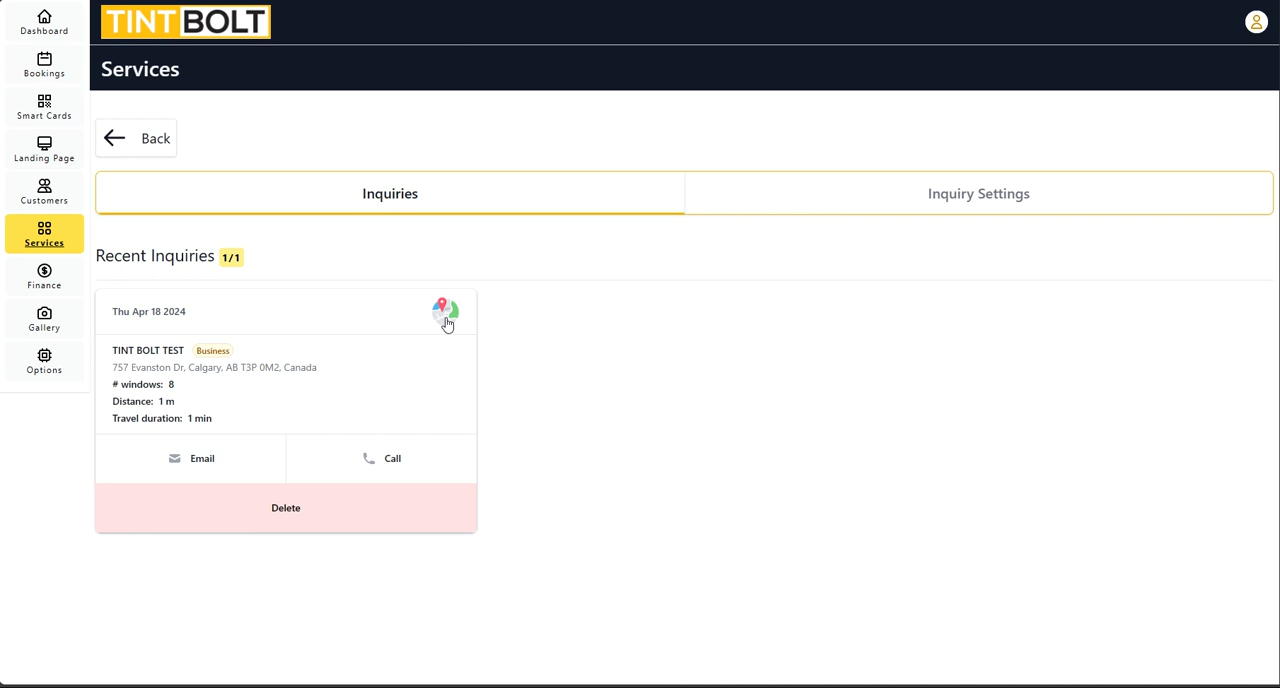 Dashboard
Bookings
Smart Cards
Landing Page
Customers
Services
Finance
Gallery
Options
TINTBOLT
Services
Back
Inquiries
Inquiry Settings
Recent Inquiries 1/1
Thu Apr 18 2024
TINT BOLT TEST Business
757 Evanston Dr, Calgary, AB T3P 0M2, Canada
# windows: 8
Distance: 1 m
Travel duration: 1 min
Email
Call
Delete